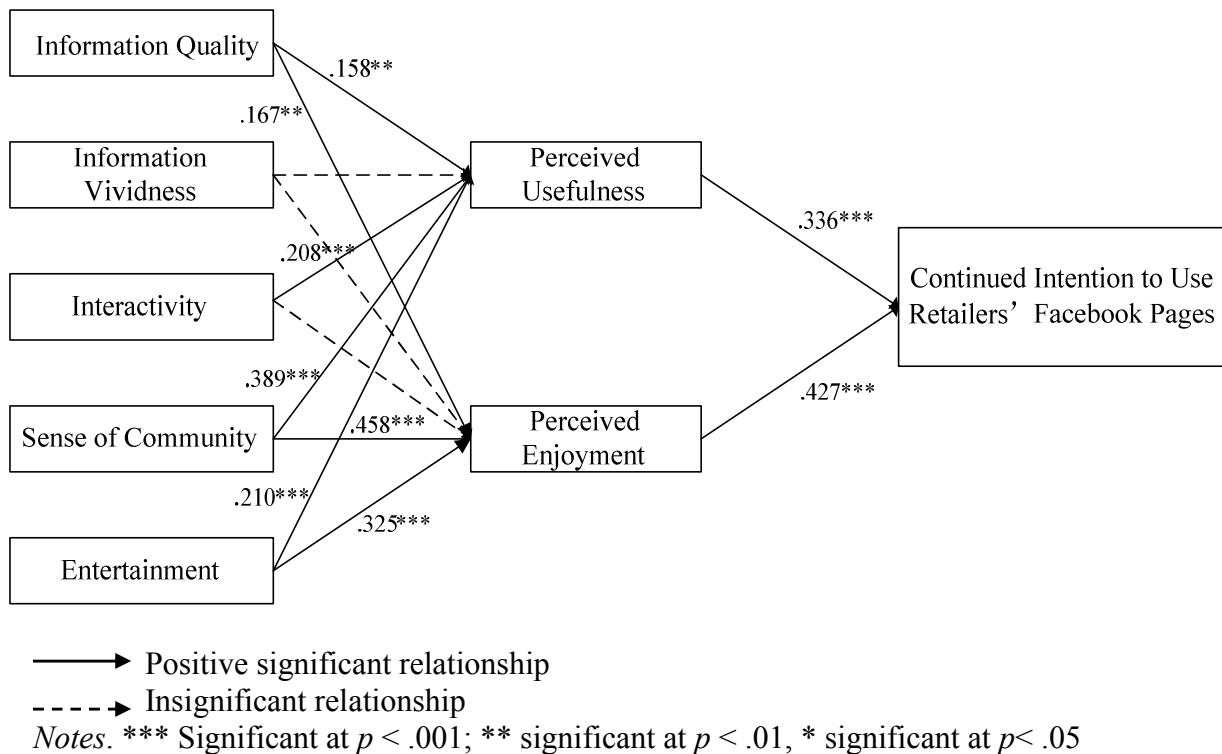 Information Quality
.158**
.167**
Information
Vividness
Perceived
Usefulness
.336***
.208***
Interactivity
Continued Intention to Use
Retailers’ Facebook Pages
.389***
.427***
Sense of Community
.458***
Perceived
Enjoyment
.210***
.325***
Entertainment
Positive significant relationship
Insignificant relationship
Notes. *** Significant at p < .001; ** significant at p < .01, * significant at p< .05